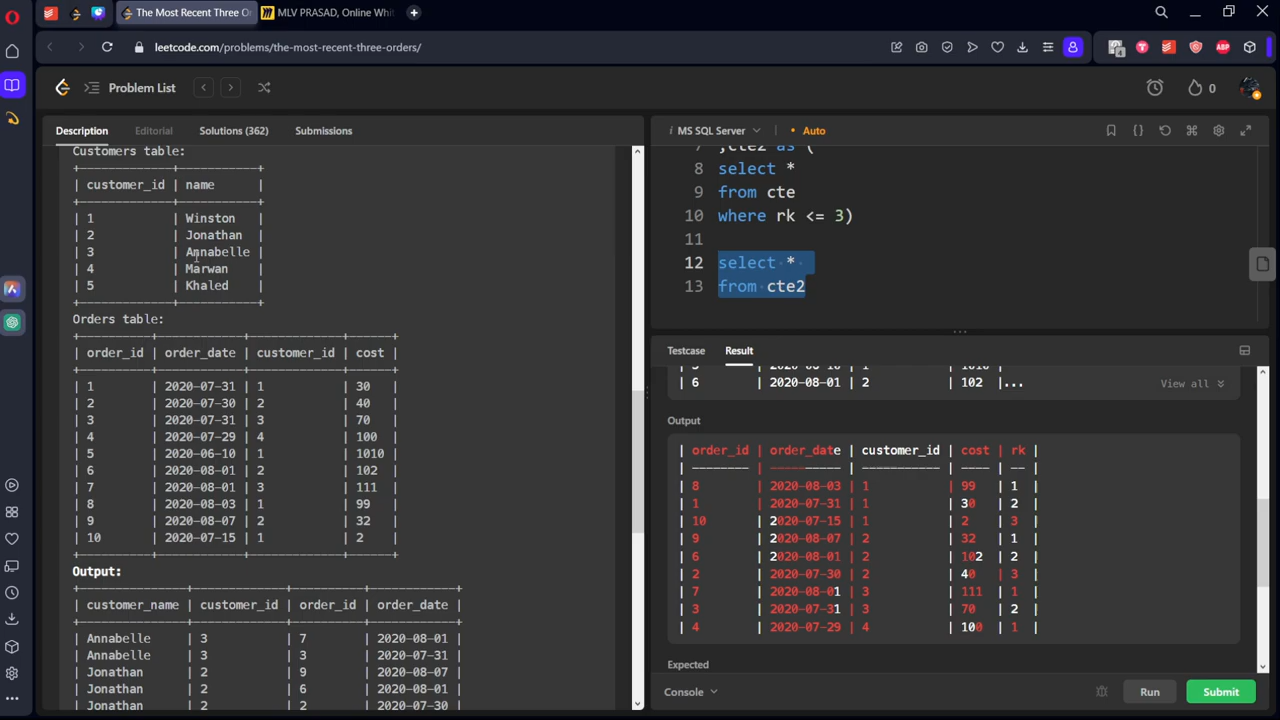 The Most Recent Three Or
MLV PRASAD, Online Whit
leetcode.com/problems/the-most-recent-three-orders/
Problem List
0
Description
Editorial
Solutions (362)
Submissions
Customers table:
| customer_id | name |
| 1 | Winston |
| 2 | Jonathan |
| 3 | Annabelle |
| 4 | Marwan |
| 5 | Khaled |
Orders table:
| order_id | order_date | customer_id | cost |
| 1 | 2020-07-31 | 1 | 30 |
| 2 | 2020-07-30 | 2 | 40 |
| 3 | 2020-07-31 | 3 | 70 |
| 4 | 2020-07-29 | 4 | 100 |
| 5 | 2020-06-10 | 1 | 1010 |
| 6 | 2020-08-01 | 2 | 102 |
| 7 | 2020-08-01 | 3 | 111 |
| 8 | 2020-08-03 | 1 | 99 |
| 9 | 2020-08-07 | 2 | 32 |
| 10 | 2020-07-15 | 1 | 2 |
Output:
| customer_name | customer_id | order_id | order_date |
| Annabelle | 3 | 7 | 2020-08-01 |
| Annabelle | 3 | 3 | 2020-07-31 |
| Jonathan | 2 | 9 | 2020-08-07 |
| Jonathan | 2 | 6 | 2020-08-01 |
| Jonathan | 2 | 2 | 2020-07-30 |
i MS SQL Server
Auto
7 ,cte2 as (
8 select *
9 from cte
10 where rk <= 3)
11
12 select *
13 from cte2
Testcase
Result
| 6 | 2020-08-01 | 2 | 102 |...
View all
Output
| order_id | order_date | customer_id | cost | rk |
| 8 | 2020-08-03 | 1 | 99 | 1 |
| 1 | 2020-07-31 | 1 | 30 | 2 |
| 10 | 2020-07-15 | 1 | 2 | 3 |
| 9 | 2020-08-07 | 2 | 32 | 1 |
| 6 | 2020-08-01 | 2 | 102 | 2 |
| 2 | 2020-07-30 | 2 | 40 | 3 |
| 7 | 2020-08-01 | 3 | 111 | 1 |
| 3 | 2020-07-31 | 3 | 70 | 2 |
| 4 | 2020-07-29 | 4 | 100 | 1 |
Expected
Console
Run
Submit